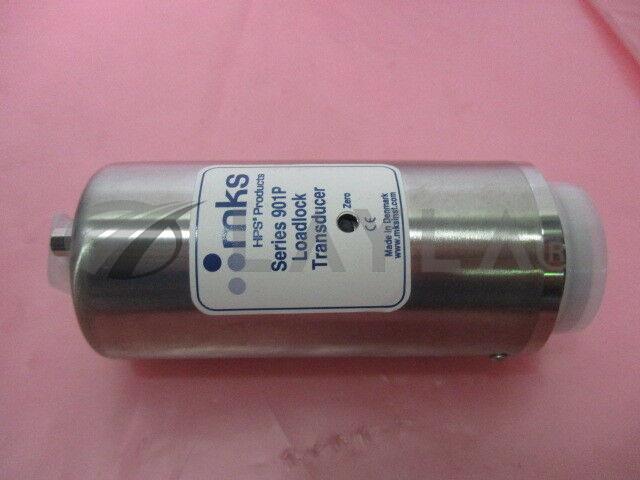 mks
HPS® Products
Series 901P
Loadlock
Transducer
Zero
CE
Made in Denmark
www.mksinst.com